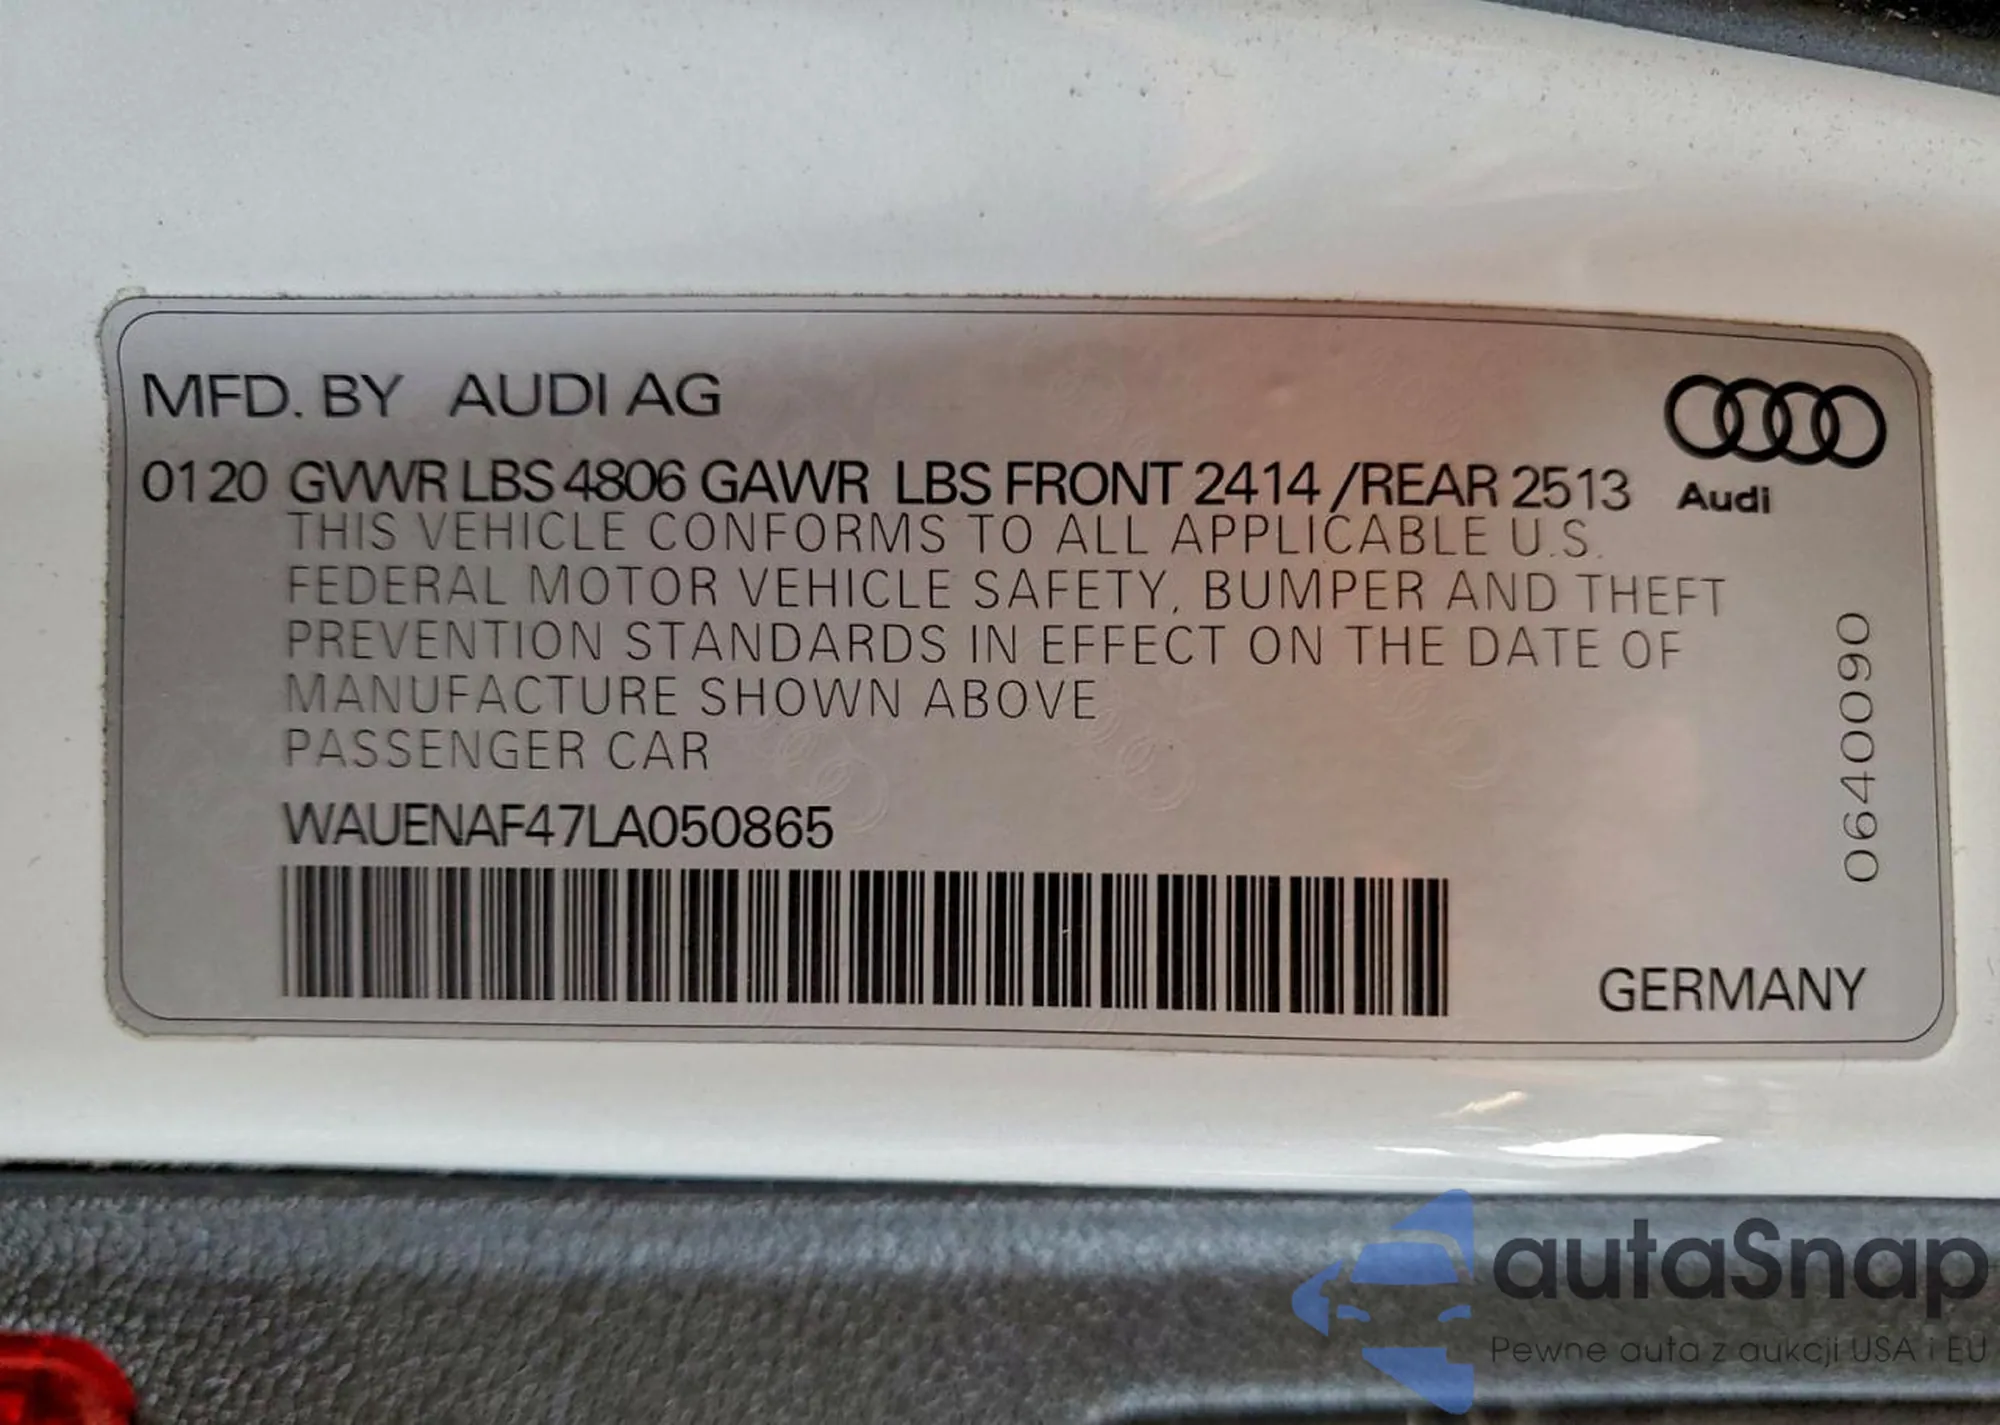 MFD. BY AUDI AG
0120 GVWR LBS 4806 GAWR LBS FRONT 2414 /REAR 2513
Audi
THIS VEHICLE CONFORMS TO ALL APPLICABLE U.S.
FEDERAL MOTOR VEHICLE SAFETY, BUMPER AND THEFT
PREVENTION STANDARDS IN EFFECT ON THE DATE OF
MANUFACTURE SHOWN ABOVE
PASSENGER CAR
WAUENAF47LA050865
0640090
GERMANY
autaSnap
Pewne auta z aukcji USA i EU